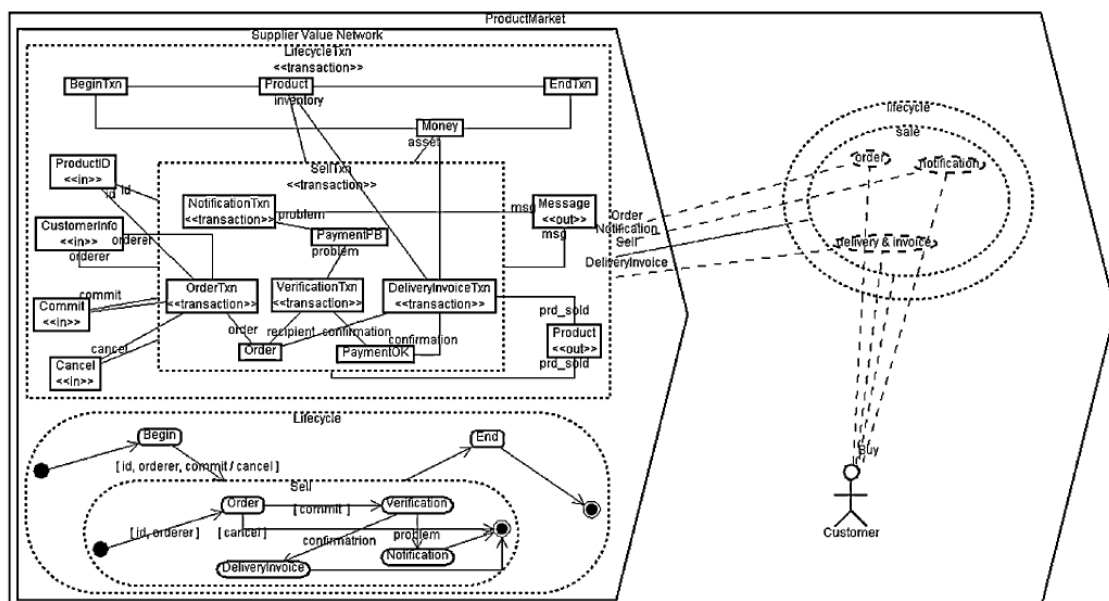 ProductMarket
Supplier Value Network
LifecycleTxn
<<transaction>>
BeginTxn
Product
EndTxn
inventory
Money
asset
ProductID
<<in>>
id
id
SellTxn
<<transaction>>
NotificationTxn
<<transaction>>
problem
PaymentPB
problem
msg
Message
<<out>>
msg
CustomerInfo
<<in>>
orderer
orderer
OrderTxn
<<transaction>>
VerificationTxn
<<transaction>>
DeliveryInvoiceTxn
<<transaction>>
Commit
<<in>>
commit
cancel
Cancel
<<in>>
order
recipient
confirmation
confirmation
Order
PaymentOK
prd_sold
Product
<<out>>
prd_sold
Order
Notification
Sell
DeliveryInvoice
lifecycle
sale
order
notification
delivery & invoice
Buy
Customer
Lifecycle
Begin
End
[ id, orderer, commit / cancel ]
Sell
Order
[ commit ]
Verification
[ id, orderer ]
[ cancel ]
problem
confirmatrion
Notification
DeliveryInvoice